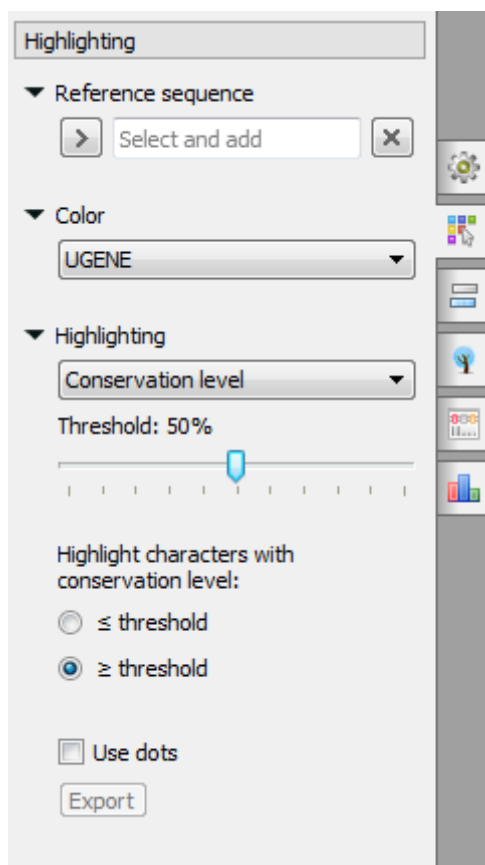 Highlighting
Reference sequence
Select and add
Color
UGENE
Highlighting
Conservation level
Threshold: 50%
Highlight characters with
conservation level:
≤ threshold
≥ threshold
Use dots
Export